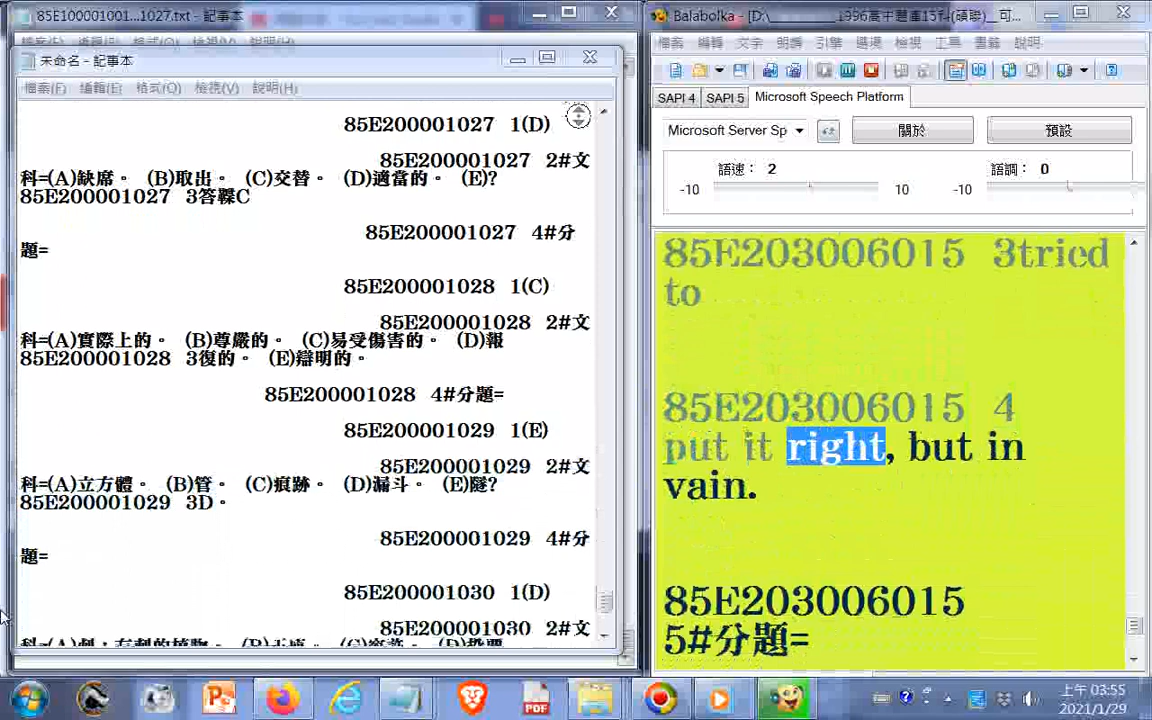 85E100001001...1027.txt - 記事本
未命名 - 記事本
檔案(F) 編輯(E) 格式(O) 檢視(V) 說明(H)
85E200001027 1(D)
85E200001027 2#文
科=(A)缺席。 (B)取出。 (C)交替。 (D)適當的。 (E)?
85E200001027 3答驜C
85E200001027 4#分
題=
85E200001028 1(C)
85E200001028 2#文
科=(A)實際上的。 (B)尊嚴的。 (C)易受傷害的。 (D)報
85E200001028 3復的。 (E)辯明的。
85E200001028 4#分題=
85E200001029 1(E)
85E200001029 2#文
科=(A)立方體。 (B)管。 (C)痕跡。 (D)漏斗。 (E)隧?
85E200001029 3D。
85E200001029 4#分
題=
85E200001030 1(D)
85E200001030 2#文
Balabolka - [D:\
檔案 編輯 文字 朗讀 引擎 選項 檢視 工具 書籤 說明
SAPI 4 SAPI 5 Microsoft Speech Platform
Microsoft Server Sp 關於 預設
語速： 2 語調： 0
-10 10 -10
85E203006015 3tried
to
85E203006015 4
put it right, but in
vain.
85E203006015
5#分題=
PDF
上午 03:55
2021/1/29